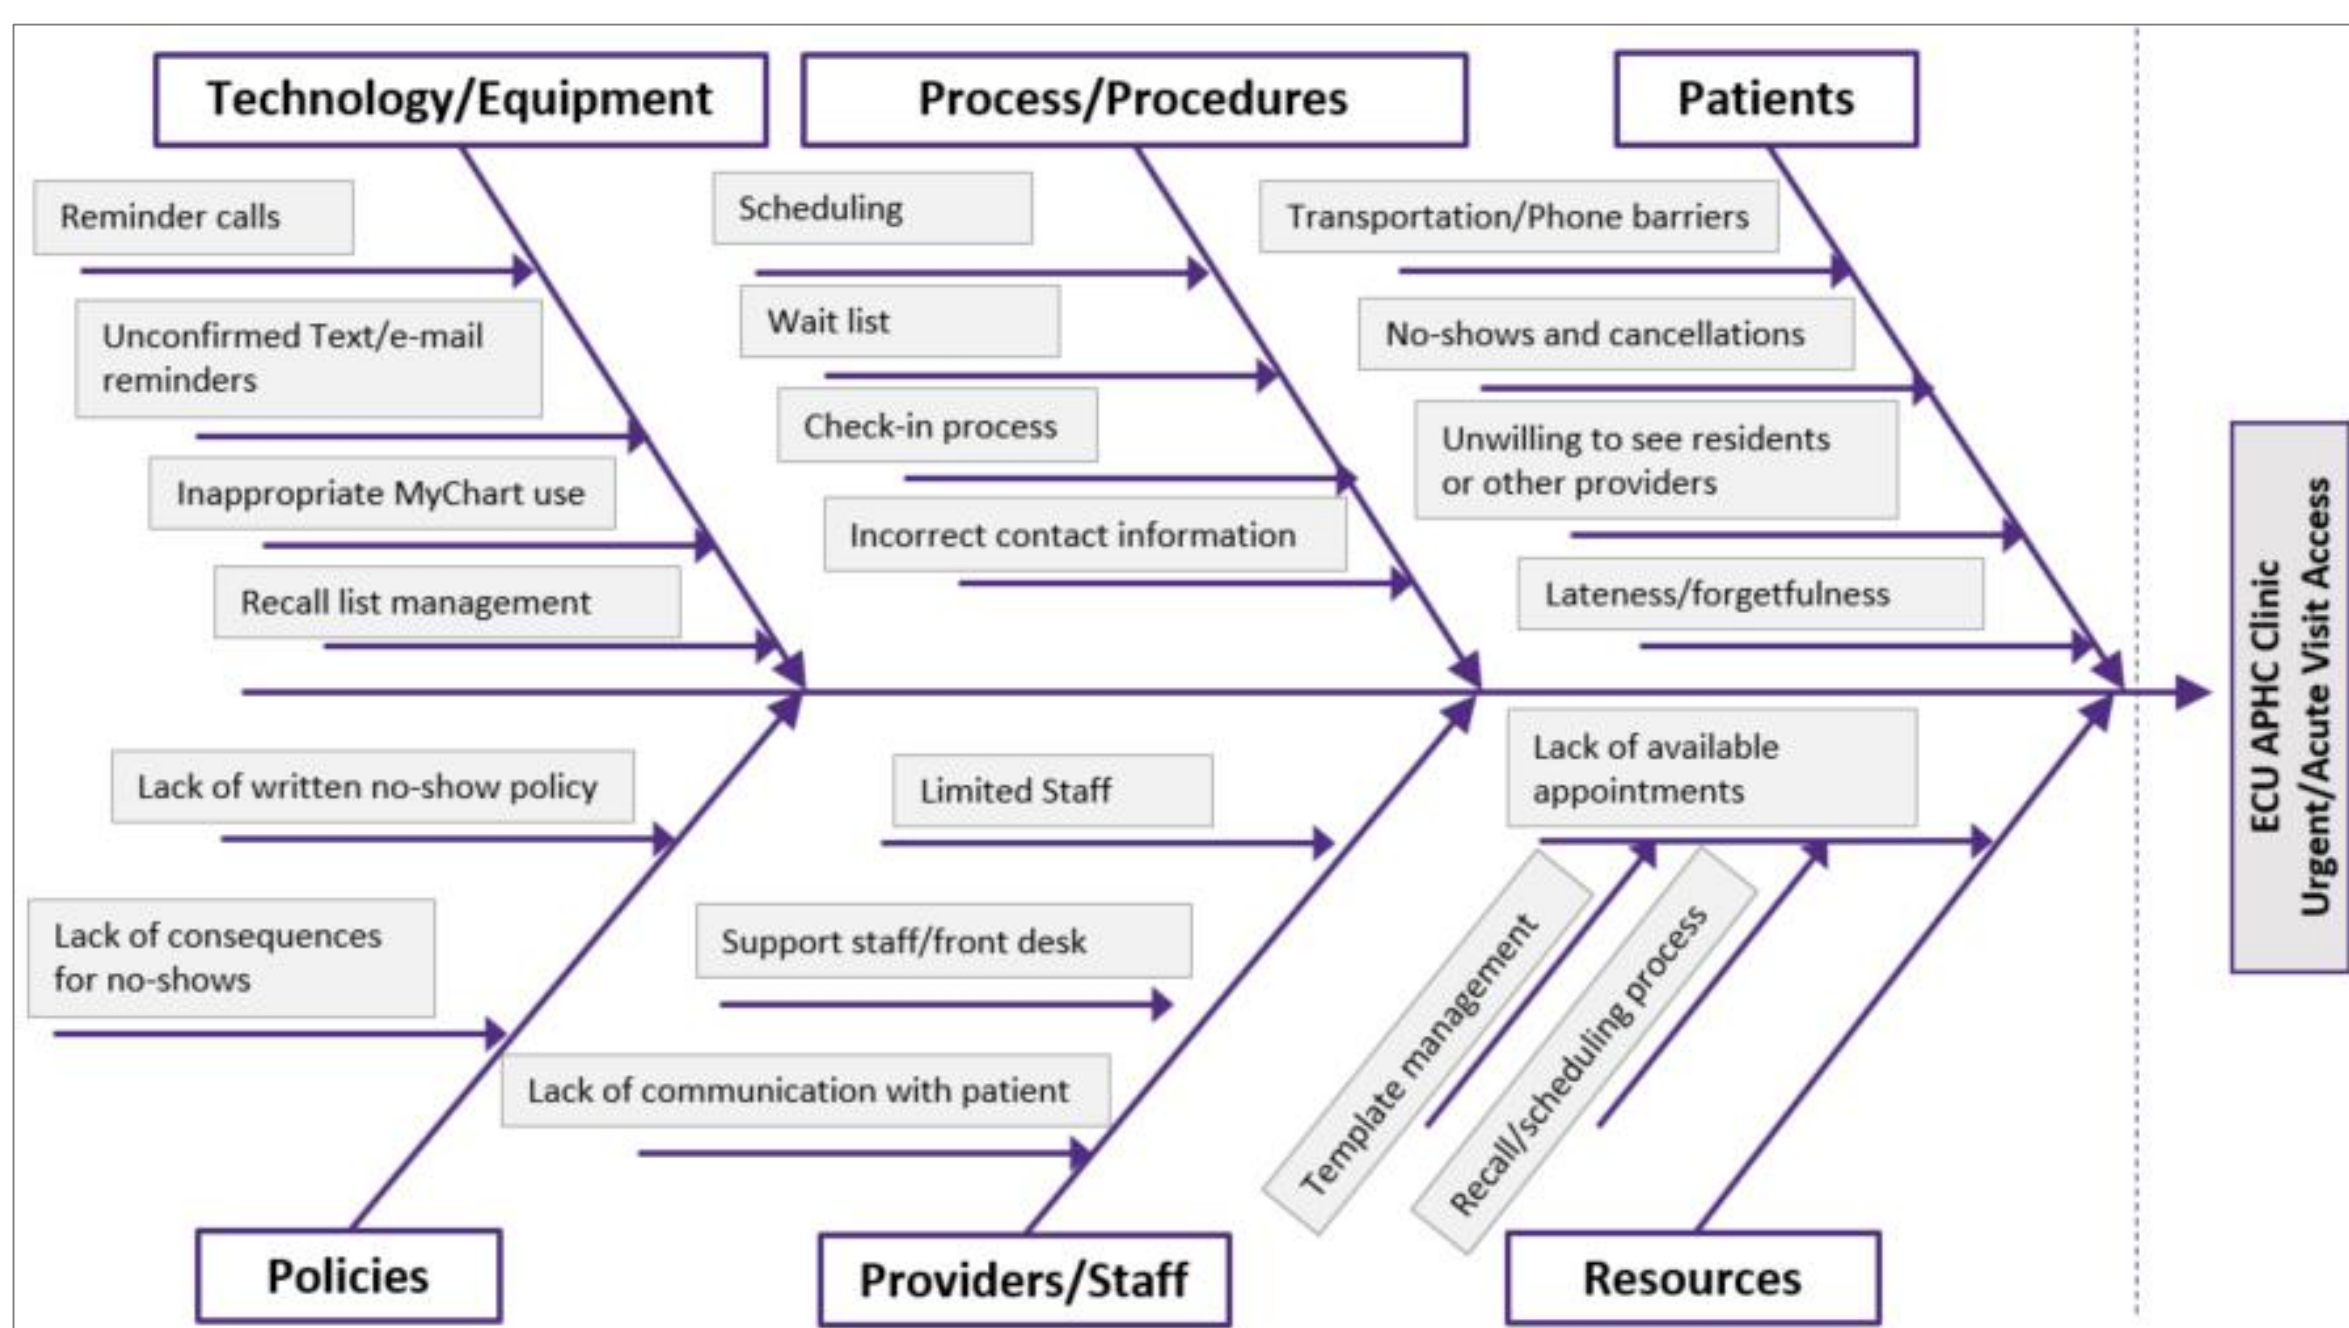 Technology/Equipment
Process/Procedures
Patients
Reminder calls
Unconfirmed Text/e-mail
reminders
Inappropriate MyChart use
Recall list management
Scheduling
Wait list
Check-in process
Incorrect contact information
Transportation/Phone barriers
No-shows and cancellations
Unwilling to see residents
or other providers
Lateness/forgetfulness
ECU APHC Clinic
Urgent/Acute Visit Access
Lack of written no-show policy
Lack of consequences
for no-shows
Limited Staff
Support staff/front desk
Lack of communication with patient
Lack of available
appointments
Template management
Recall/scheduling process
Policies
Providers/Staff
Resources